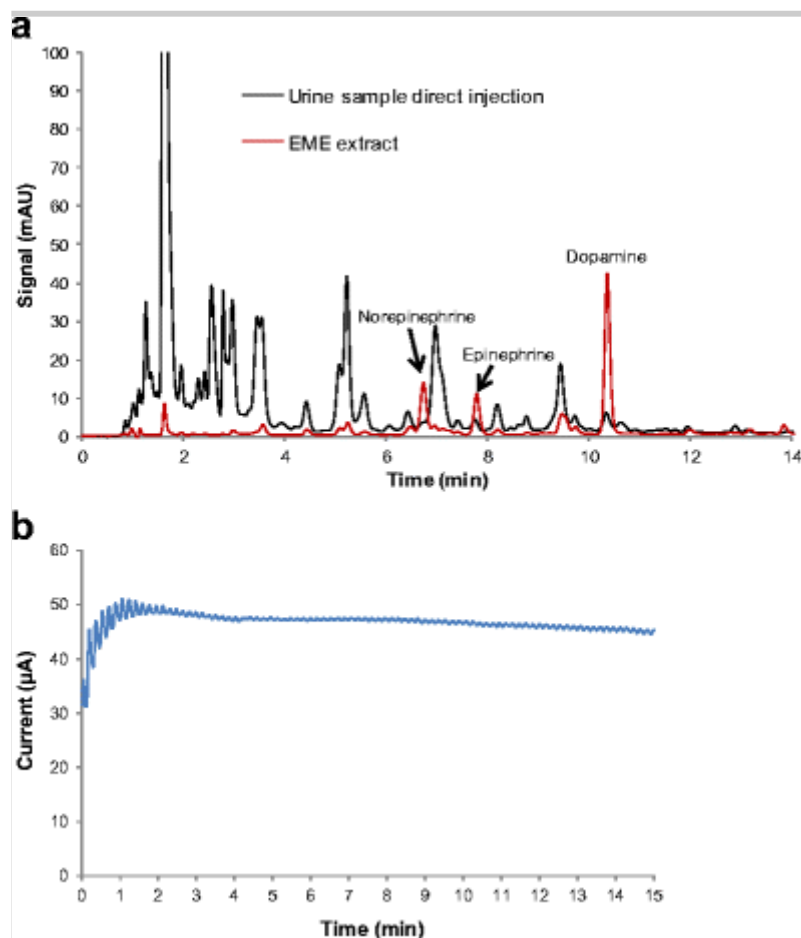 a
100
90
80
70
60
50
40
30
20
10
0
Signal (mAU)
Urine sample direct injection
EME extract
Dopamine
Norepinephrine
Epinephrine
0 2 4 6 8 10 12 14
Time (min)
b
60
50
40
30
20
10
0
Current (µA)
0 1 2 3 4 5 6 7 8 9 10 11 12 13 14 15
Time (min)